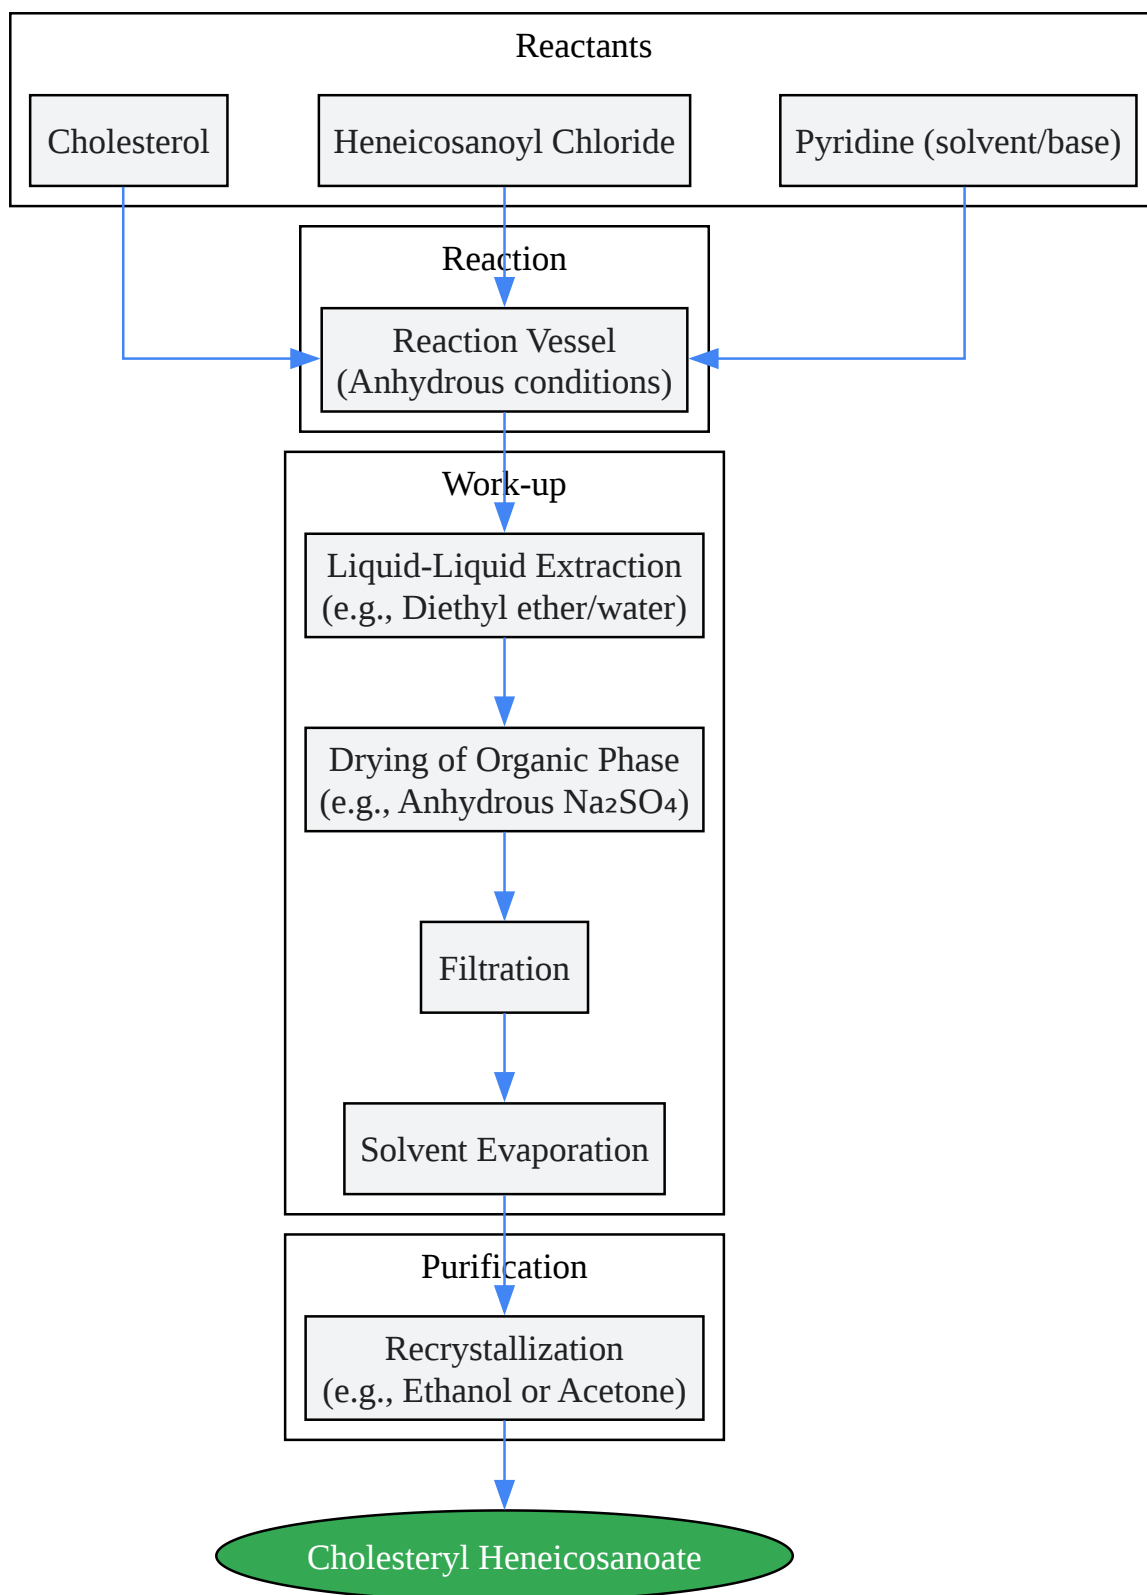 Reactants
Cholesterol
Heneicosanoyl Chloride
Pyridine (solvent/base)
Reaction
Reaction Vessel
(Anhydrous conditions)
Work-up
Liquid-Liquid Extraction
(e.g., Diethyl ether/water)
Drying of Organic Phase
(e.g., Anhydrous Na₂SO₄)
Filtration
Solvent Evaporation
Purification
Recrystallization
(e.g., Ethanol or Acetone)
Cholesteryl Heneicosanoate